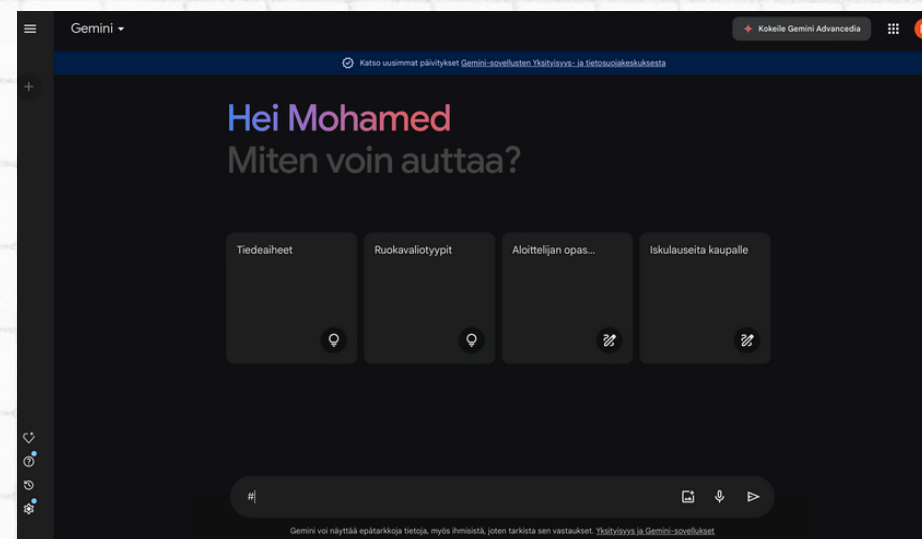 Gemini
Kokeile Gemini Advancedia
Katso uusimmat päivitykset Gemini-sovellusten Yksityisyys- ja tietosuojakeskuksesta
Hei Mohamed
Miten voin auttaa?
Tiedeaiheet
Ruokavaliotyypit
Aloittelijan opas...
Iskulauseita kaupalle
#
Gemini voi näyttää epätarkkoja tietoja, myös ihmisistä, joten tarkista sen vastaukset. Yksityisyys ja Gemini-sovellukset